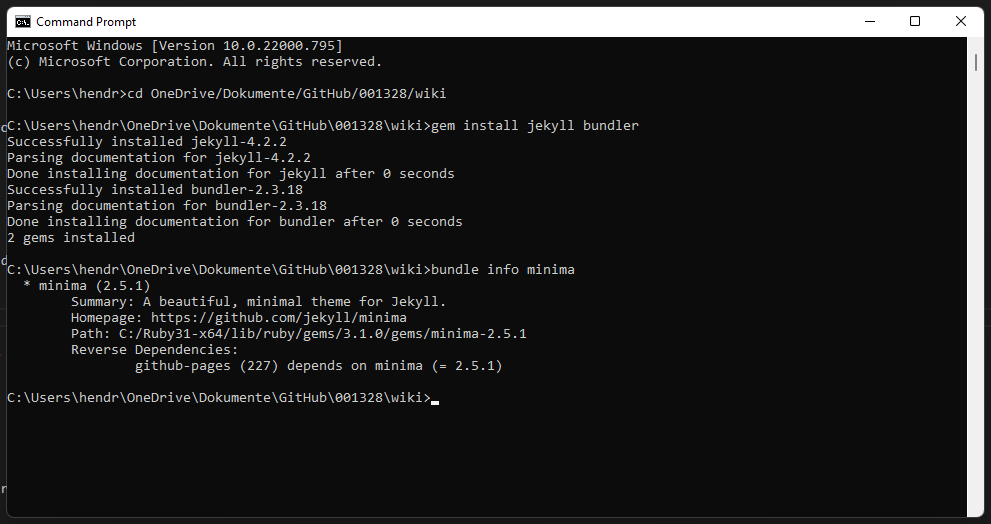 Command Prompt
Microsoft Windows [Version 10.0.22000.795]
(c) Microsoft Corporation. All rights reserved.
C:\Users\hendr>cd OneDrive/Dokumente/GitHub/001328/wiki
C:\Users\hendr\OneDrive\Dokumente\GitHub\001328\wiki>gem install jekyll bundler
Successfully installed jekyll-4.2.2
Parsing documentation for jekyll-4.2.2
Done installing documentation for jekyll after 0 seconds
Successfully installed bundler-2.3.18
Parsing documentation for bundler-2.3.18
Done installing documentation for bundler after 0 seconds
2 gems installed
C:\Users\hendr\OneDrive\Dokumente\GitHub\001328\wiki>bundle info minima
* minima (2.5.1)
Summary: A beautiful, minimal theme for Jekyll.
Homepage: https://github.com/jekyll/minima
Path: C:/Ruby31-x64/lib/ruby/gems/3.1.0/gems/minima-2.5.1
Reverse Dependencies:
github-pages (227) depends on minima (= 2.5.1)
C:\Users\hendr\OneDrive\Dokumente\GitHub\001328\wiki>